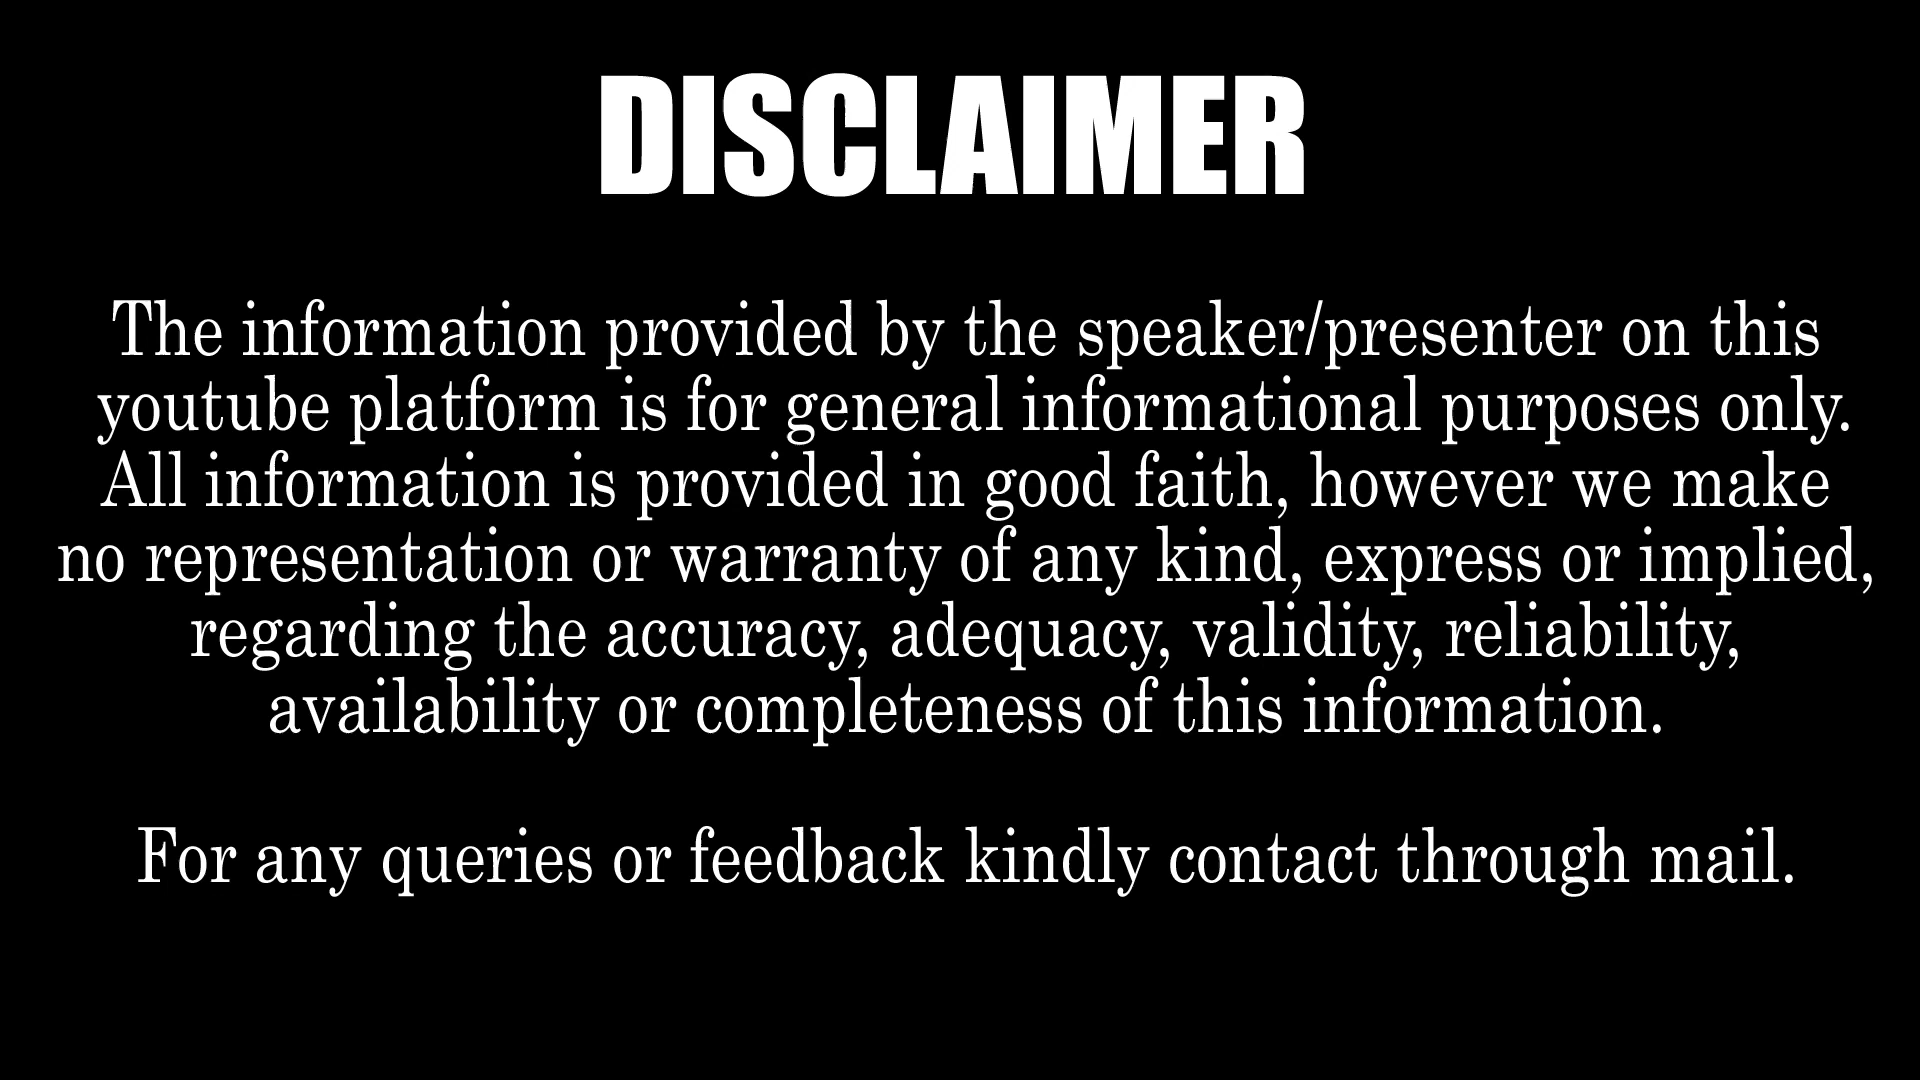 DISCLAIMER
The information provided by the speaker/presenter on this
youtube platform is for general informational purposes only.
All information is provided in good faith, however we make
no representation or warranty of any kind, express or implied,
regarding the accuracy, adequacy, validity, reliability,
availability or completeness of this information.
For any queries or feedback kindly contact through mail.